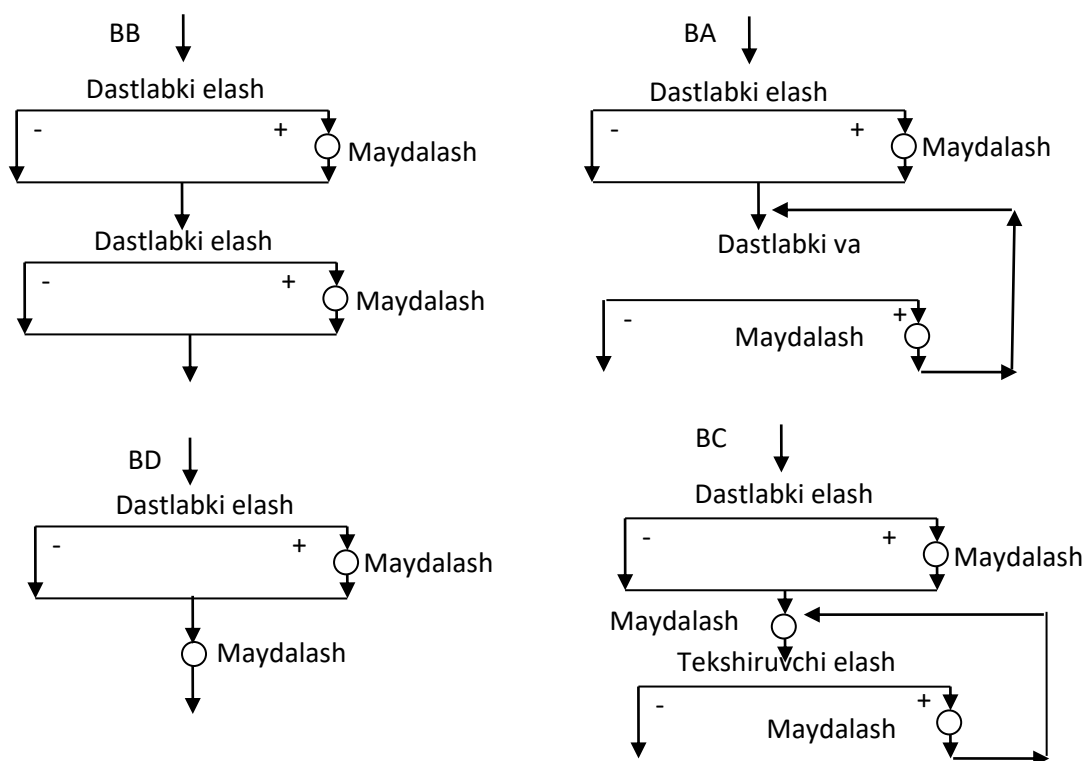 BB
Dastlabki elash
- +
Maydalash
Dastlabki elash
- +
Maydalash
BA
Dastlabki elash
- +
Maydalash
Dastlabki va
- +
Maydalash
BD
Dastlabki elash
- +
Maydalash
Maydalash
BC
Dastlabki elash
- +
Maydalash
Maydalash
Tekshiruvchi elash
- +
Maydalash